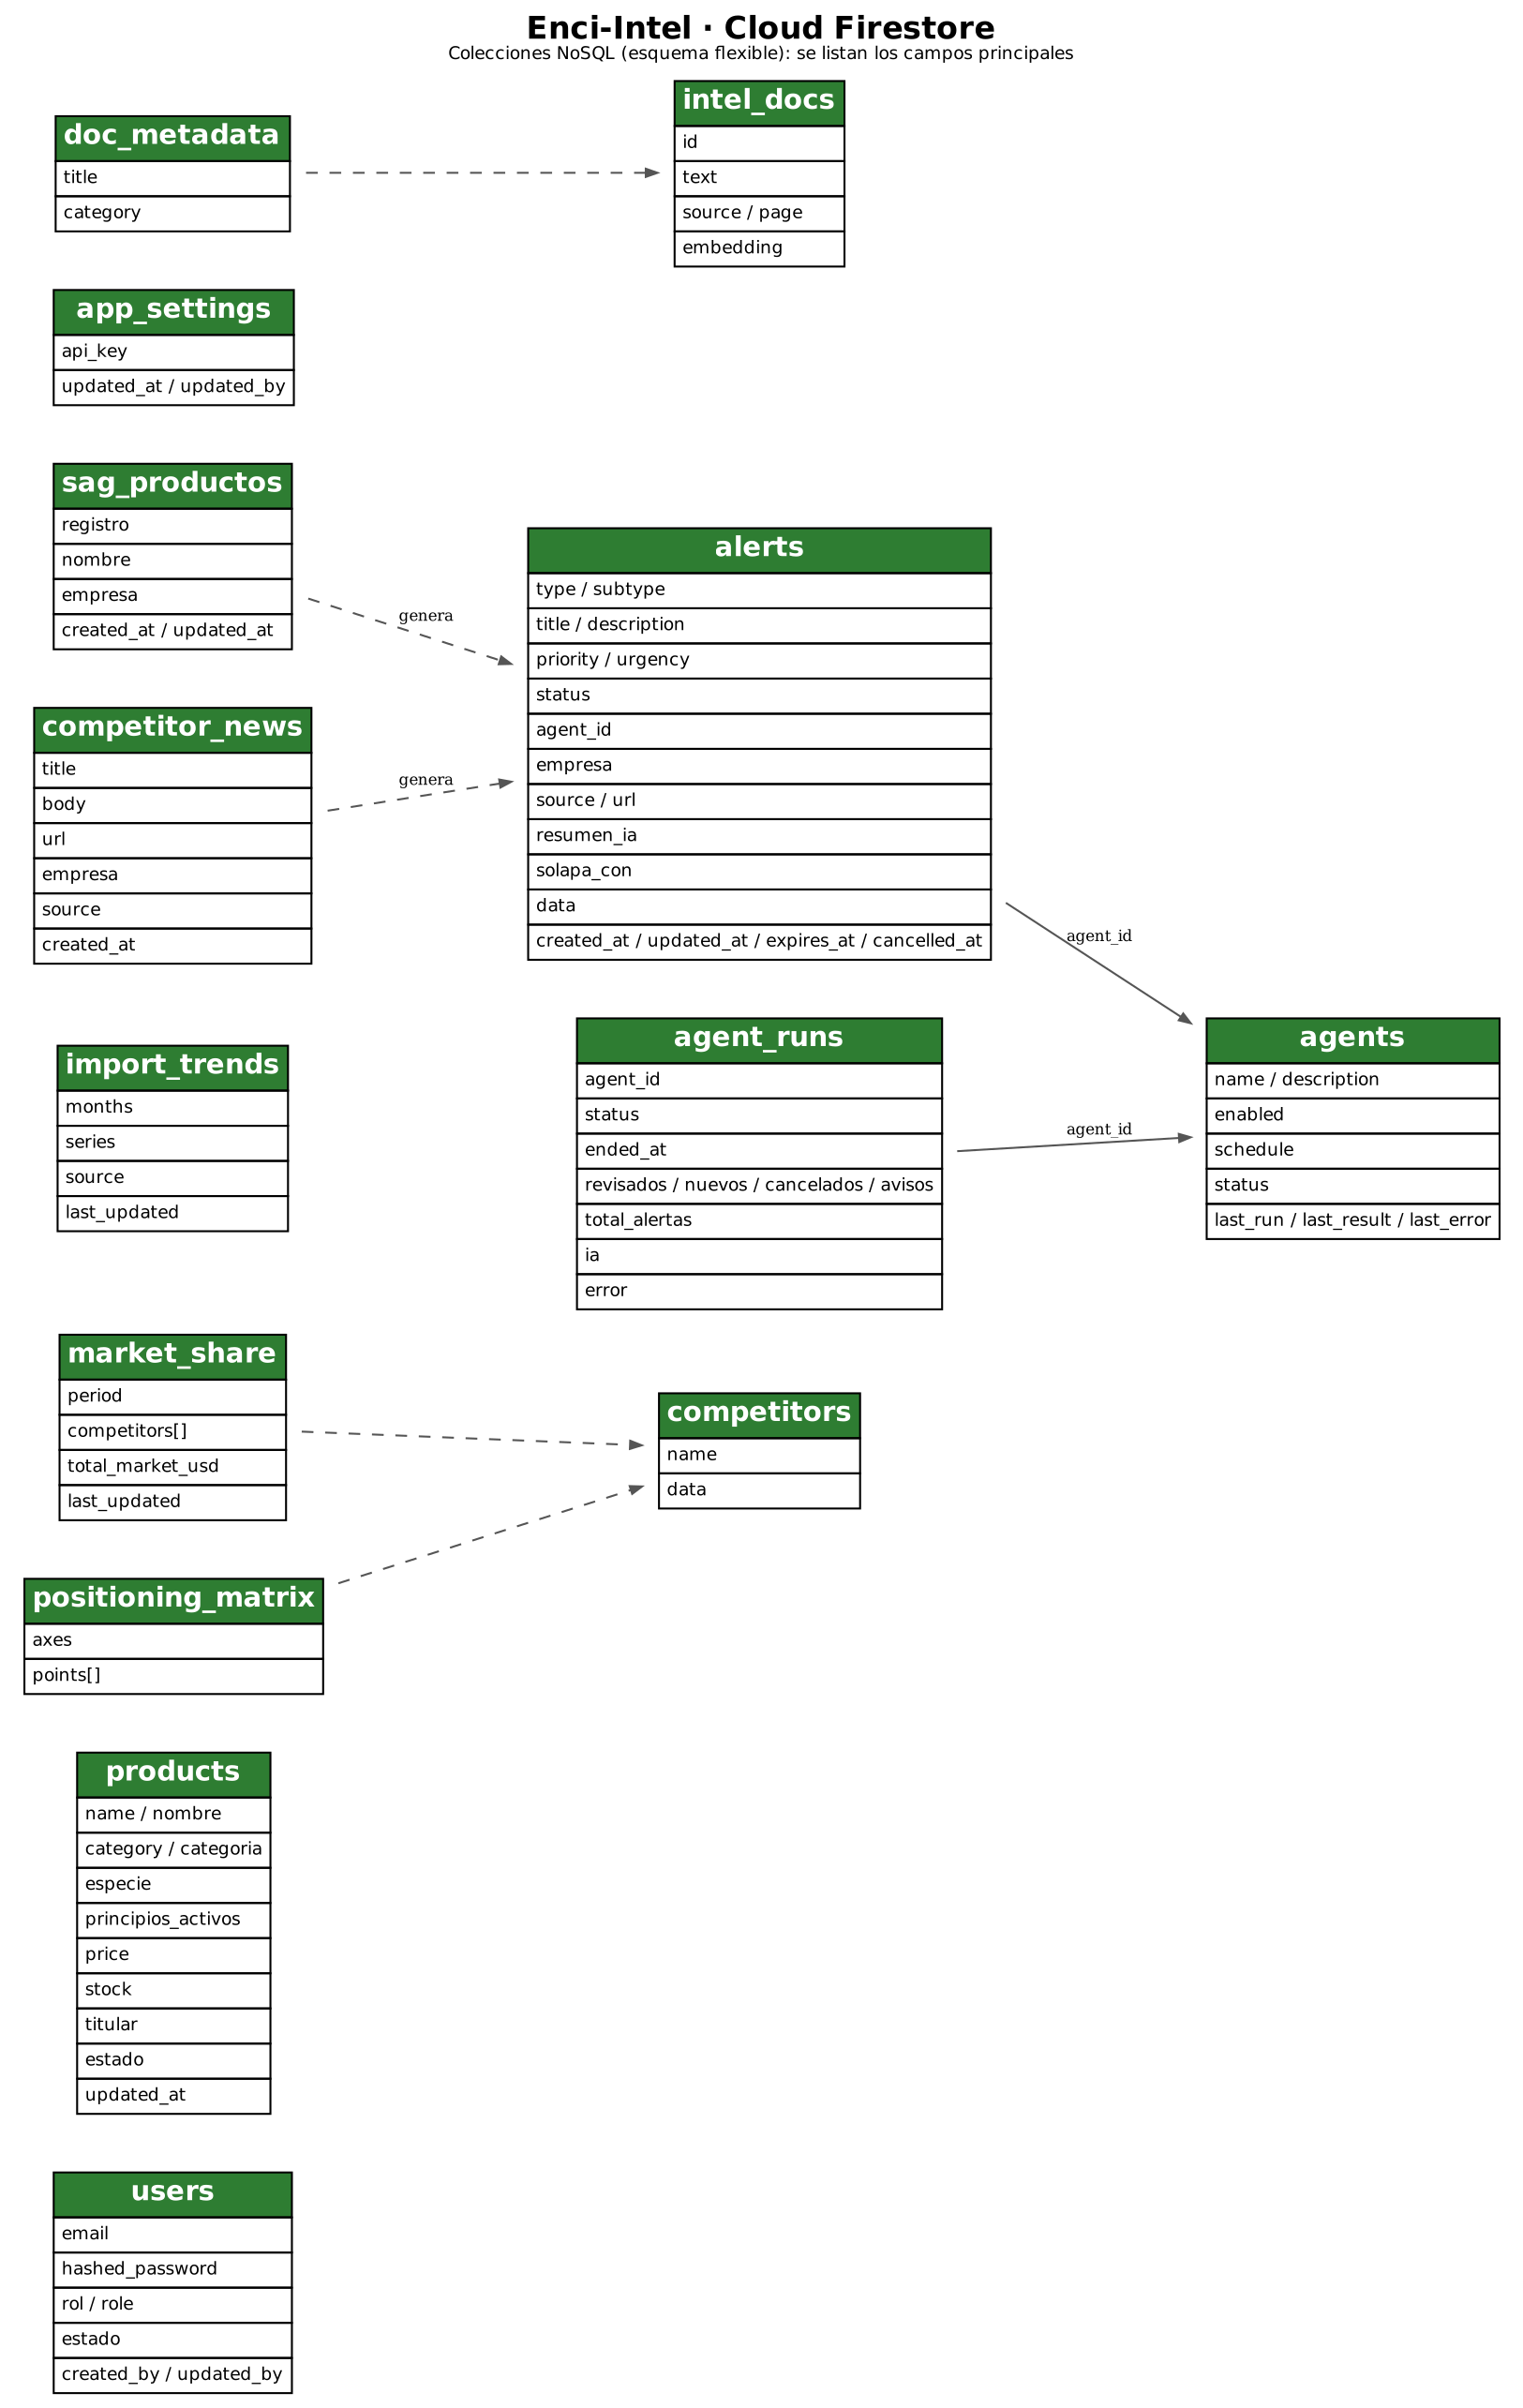 Enci-Intel · Cloud Firestore
Colecciones NoSQL (esquema flexible): se listan los campos principales
doc_metadata
title
category
intel_docs
id
text
source / page
embedding
app_settings
api_key
updated_at / updated_by
sag_productos
registro
nombre
empresa
created_at / updated_at
genera
competitor_news
title
body
url
empresa
source
created_at
genera
alerts
type / subtype
title / description
priority / urgency
status
agent_id
empresa
source / url
resumen_ia
solapa_con
data
created_at / updated_at / expires_at / cancelled_at
agent_id
import_trends
months
series
source
last_updated
agent_runs
agent_id
status
ended_at
revisados / nuevos / cancelados / avisos
total_alertas
ia
error
agent_id
agents
name / description
enabled
schedule
status
last_run / last_result / last_error
market_share
period
competitors[]
total_market_usd
last_updated
competitors
name
data
positioning_matrix
axes
points[]
products
name / nombre
category / categoria
especie
principios_activos
price
stock
titular
estado
updated_at
users
email
hashed_password
rol / role
estado
created_by / updated_by